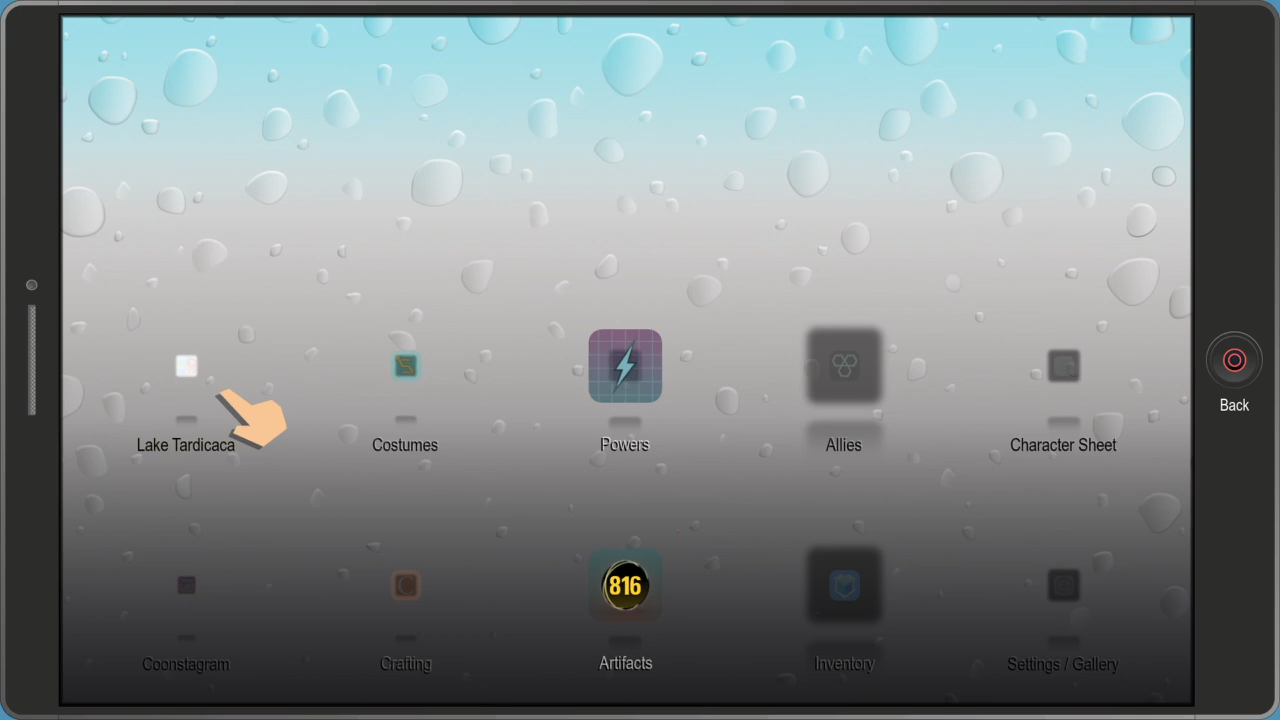 Back
Lake Tardicaca
Costumes
Powers
Allies
Character Sheet
816
Coonstagram
Crafting
Artifacts
Inventory
Settings / Gallery